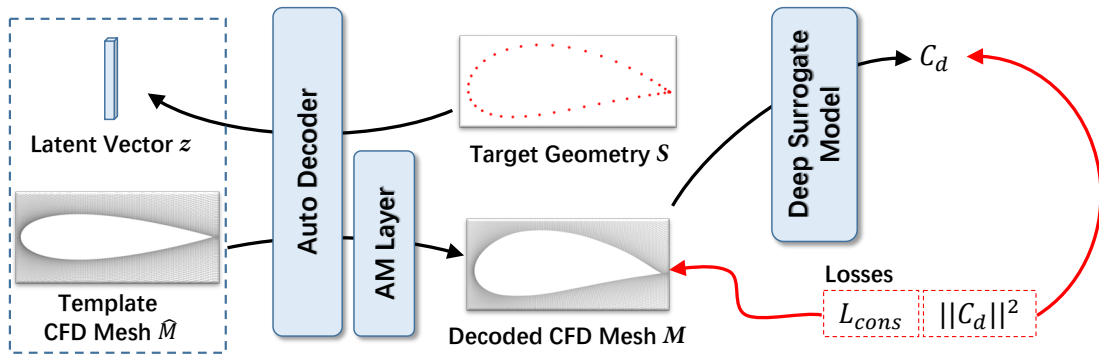 Latent Vector z
Template
CFD Mesh M̂
Auto Decoder
AM Layer
Target Geometry S
Decoded CFD Mesh M
Deep Surrogate
Model
C_d
Losses
L_cons
||C_d||²